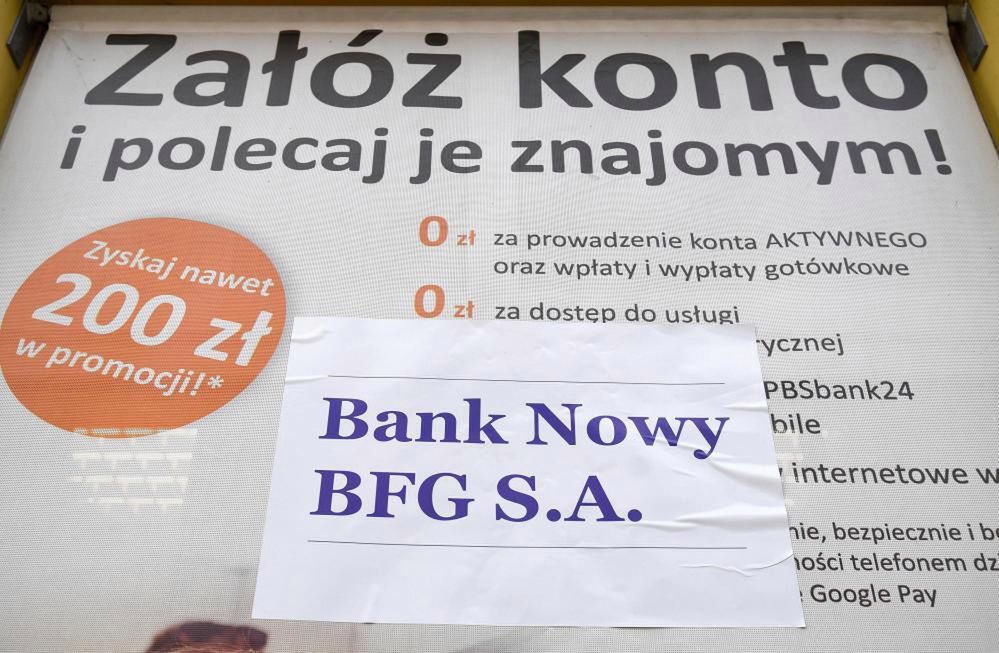 Załóż konto
i polecaj je znajomym!
Zyskaj nawet
200 zł
w promocji!*
0 zł za prowadzenie konta AKTYWNEGO
oraz wpłaty i wypłaty gotówkowe
0 zł za dostęp do usługi
rycznej
PBSbank24
bile
internetowe w
nie, bezpiecznie i be
ności telefonem dzi
Google Pay
Bank Nowy
BFG S.A.